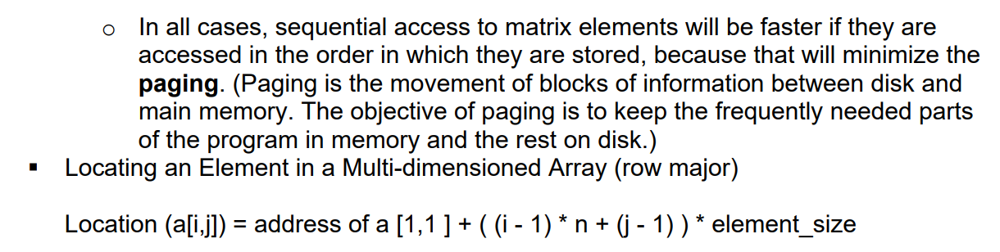 o In all cases, sequential access to matrix elements will be faster if they are
accessed in the order in which they are stored, because that will minimize the
paging. (Paging is the movement of blocks of information between disk and
main memory. The objective of paging is to keep the frequently needed parts
of the program in memory and the rest on disk.)
▪ Locating an Element in a Multi-dimensioned Array (row major)
Location (a[i,j]) = address of a [1,1 ] + ( (i - 1) * n + (j - 1) ) * element_size